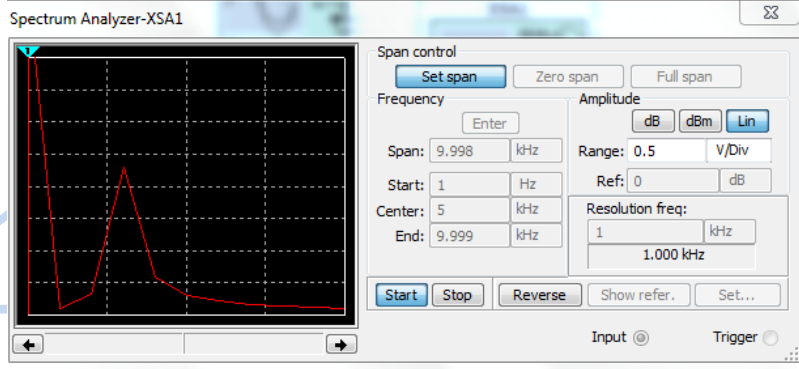 Spectrum Analyzer-XSA1
1
Span control
Set span Zero span Full span
Frequency
Enter
Span: 9.998 kHz
Start: 1 Hz
Center: 5 kHz
End: 9.999 kHz
Amplitude
dB dBm Lin
Range: 0.5 V/Div
Ref: 0 dB
Resolution freq:
1 kHz
1.000 kHz
Start Stop Reverse Show refer. Set...
Input Trigger